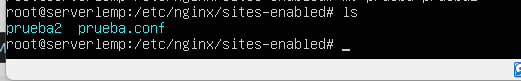 root@serverlemp:/etc/nginx/sites-enabled# ls
prueba2  prueba.conf
root@serverlemp:/etc/nginx/sites-enabled# _